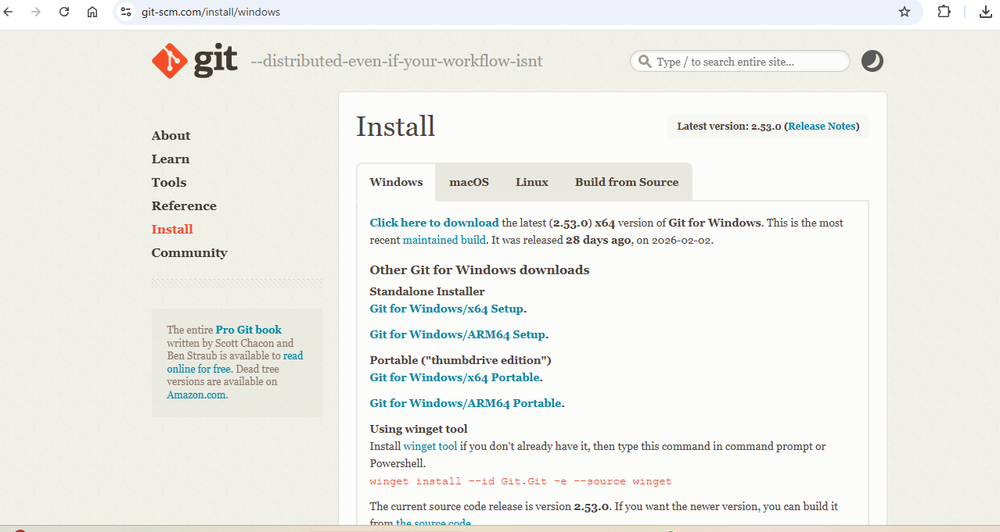 git-scm.com/install/windows
git --distributed-even-if-your-workflow-isnt
Type / to search entire site...
About
Learn
Tools
Reference
Install
Community
The entire Pro Git book
written by Scott Chacon and
Ben Straub is available to read
online for free. Dead tree
versions are available on
Amazon.com.
Install
Latest version: 2.53.0 (Release Notes)
Windows macOS Linux Build from Source
Click here to download the latest (2.53.0) x64 version of Git for Windows. This is the most
recent maintained build. It was released 28 days ago, on 2026-02-02.
Other Git for Windows downloads
Standalone Installer
Git for Windows/x64 Setup.
Git for Windows/ARM64 Setup.
Portable ("thumbdrive edition")
Git for Windows/x64 Portable.
Git for Windows/ARM64 Portable.
Using winget tool
Install winget tool if you don't already have it, then type this command in command prompt or
Powershell.
winget install --id Git.Git -e --source winget
The current source code release is version 2.53.0. If you want the newer version, you can build it
from the source code.